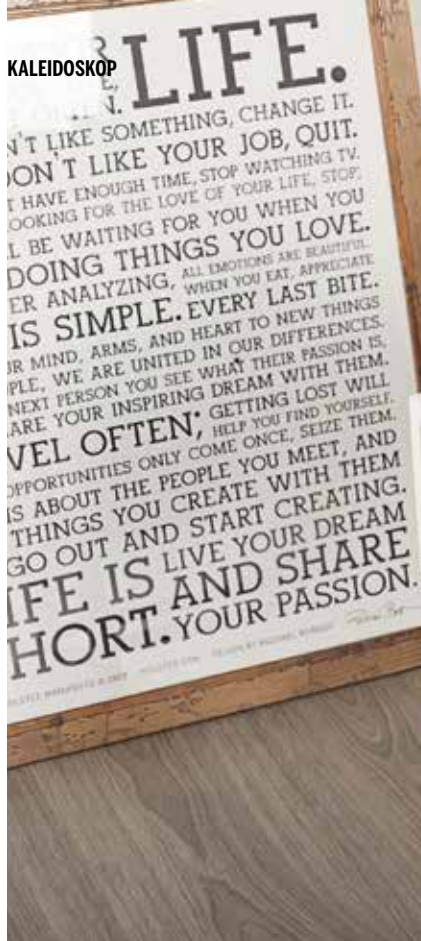 KALEIDOSKOP
LIFE.
N'T LIKE SOMETHING, CHANGE IT.
DON'T LIKE YOUR JOB, QUIT.
T HAVE ENOUGH TIME, STOP WATCHING TV.
OOKING FOR THE LOVE OF YOUR LIFE, STOP;
L BE WAITING FOR YOU WHEN YOU
DOING THINGS YOU LOVE.
ER ANALYZING, ALL EMOTIONS ARE BEAUTIFUL.
WHEN YOU EAT, APPRECIATE
IS SIMPLE. EVERY LAST BITE.
UR MIND, ARMS, AND HEART TO NEW THINGS
PLE, WE ARE UNITED IN OUR DIFFERENCES.
NEXT PERSON YOU SEE WHAT THEIR PASSION IS,
ARE YOUR INSPIRING DREAM WITH THEM.
VEL OFTEN; GETTING LOST WILL
HELP YOU FIND YOURSELF.
OPPORTUNITIES ONLY COME ONCE, SEIZE THEM.
IS ABOUT THE PEOPLE YOU MEET, AND
THINGS YOU CREATE WITH THEM
GO OUT AND START CREATING.
IFE IS LIVE YOUR DREAM
HORT. AND SHARE
YOUR PASSION.